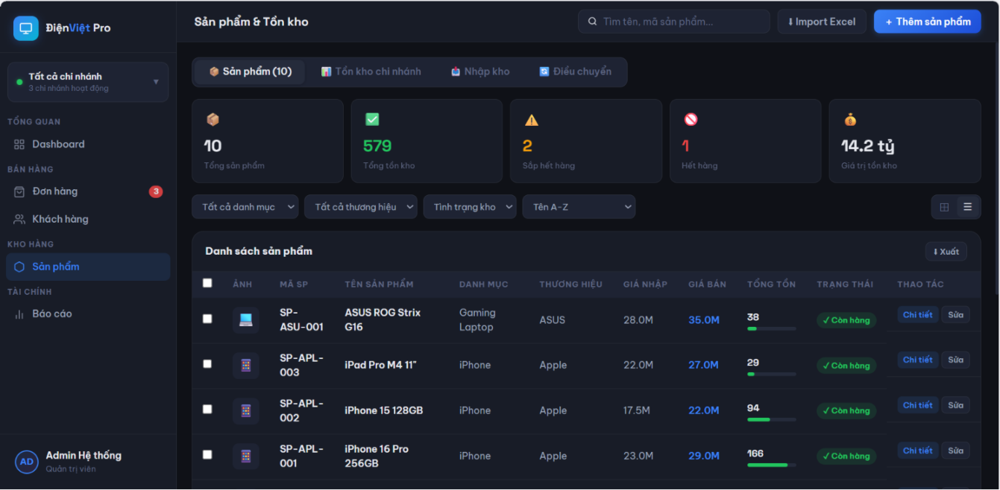 ĐiệnViệt Pro
Sản phẩm & Tồn kho
Tìm tên, mã sản phẩm...
⬇ Import Excel
+ Thêm sản phẩm
Tất cả chi nhánh
3 chi nhánh hoạt động
TỔNG QUAN
Dashboard
BÁN HÀNG
Đơn hàng 3
Khách hàng
KHO HÀNG
Sản phẩm
TÀI CHÍNH
Báo cáo
AD
Admin Hệ thống
Quản trị viên
Sản phẩm (10)
Tồn kho chi nhánh
Nhập kho
Điều chuyển
10
Tổng sản phẩm
579
Tổng tồn kho
2
Sắp hết hàng
1
Hết hàng
14.2 tỷ
Giá trị tồn kho
Tất cả danh mục
Tất cả thương hiệu
Tình trạng kho
Tên A-Z
Danh sách sản phẩm
⬇ Xuất
ẢNH MÃ SP TÊN SẢN PHẨM DANH MỤC THƯƠNG HIỆU GIÁ NHẬP GIÁ BÁN TỔNG TỒN TRẠNG THÁI THAO TÁC
SP-
ASU-001
ASUS ROG Strix
G16
Gaming
Laptop
ASUS
28.0M
35.0M
38
✓ Còn hàng
Chi tiết
Sửa
SP-APL-
003
iPad Pro M4 11"
iPhone
Apple
22.0M
27.0M
29
✓ Còn hàng
Chi tiết
Sửa
SP-APL-
002
iPhone 15 128GB
iPhone
Apple
17.5M
22.0M
94
✓ Còn hàng
Chi tiết
Sửa
SP-APL-
001
iPhone 16 Pro
256GB
iPhone
Apple
23.0M
29.0M
166
✓ Còn hàng
Chi tiết
Sửa